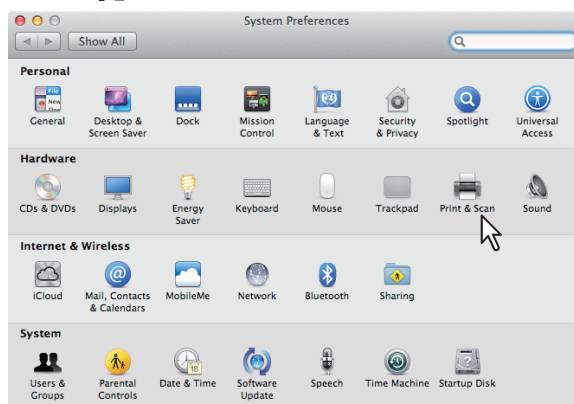 System Preferences
Show All
Personal
General
Desktop &
Screen Saver
Dock
Mission
Control
Language
& Text
Security
& Privacy
Spotlight
Universal
Access
Hardware
CDs & DVDs
Displays
Energy
Saver
Keyboard
Mouse
Trackpad
Print & Scan
Sound
Internet & Wireless
iCloud
Mail, Contacts
& Calendars
MobileMe
Network
Bluetooth
Sharing
System
Users &
Groups
Parental
Controls
Date & Time
Software
Update
Speech
Time Machine
Startup Disk